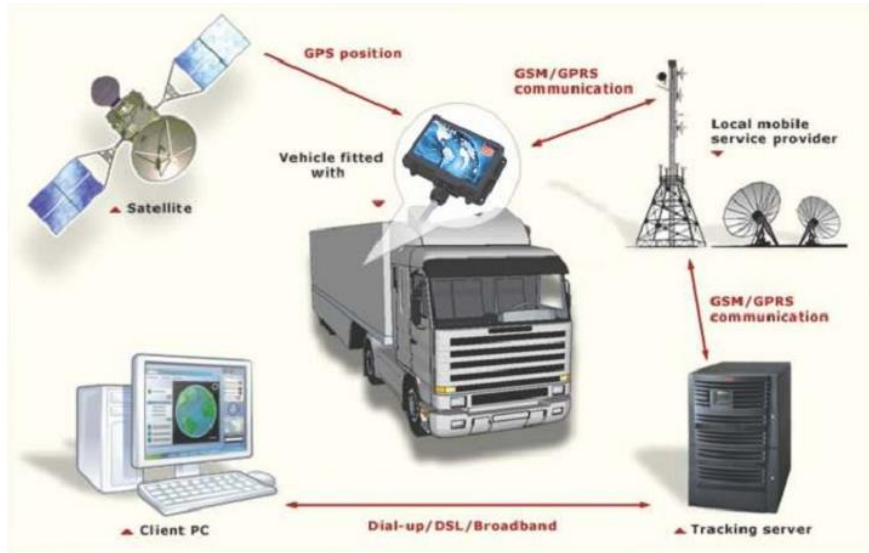 GPS position
GSM/GPRS
communication
Local mobile
service provider
Vehicle fitted
with
Satellite
GSM/GPRS
communication
Client PC
Dial-up/DSL/Broadband
Tracking server